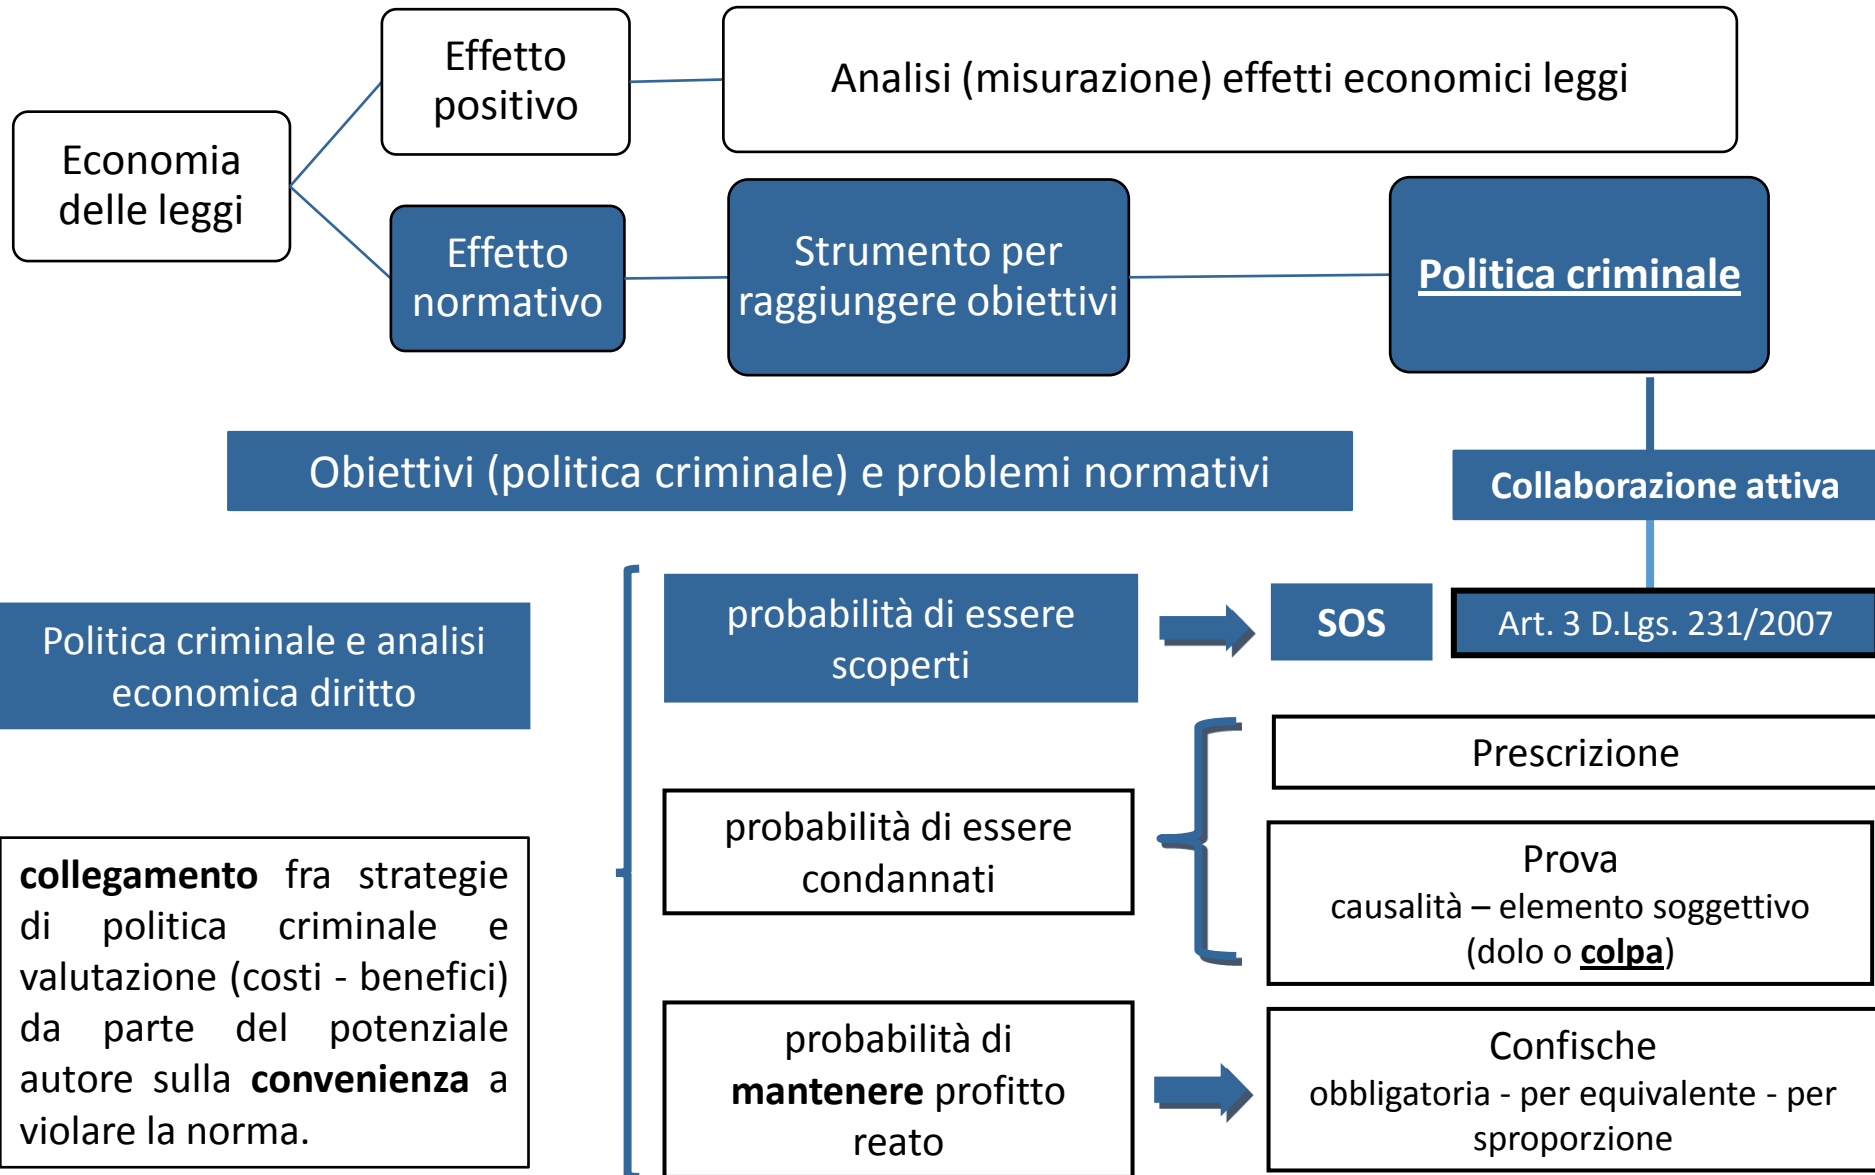 Effetto
positivo
Analisi (misurazione) effetti economici leggi
Economia
delle leggi
Effetto
normativo
Strumento per
raggiungere obiettivi
Politica criminale
Obiettivi (politica criminale) e problemi normativi
Collaborazione attiva
Politica criminale e analisi
economica diritto
probabilità di essere
scoperti
SOS
Art. 3 D.Lgs. 231/2007
collegamento fra strategie
di politica criminale e
valutazione (costi - benefici)
da parte del potenziale
autore sulla convenienza a
violare la norma.
probabilità di essere
condannati
Prescrizione
Prova
causalità – elemento soggettivo
(dolo o colpa)
probabilità di
mantenere profitto
reato
Confische
obbligatoria - per equivalente - per
sproporzione